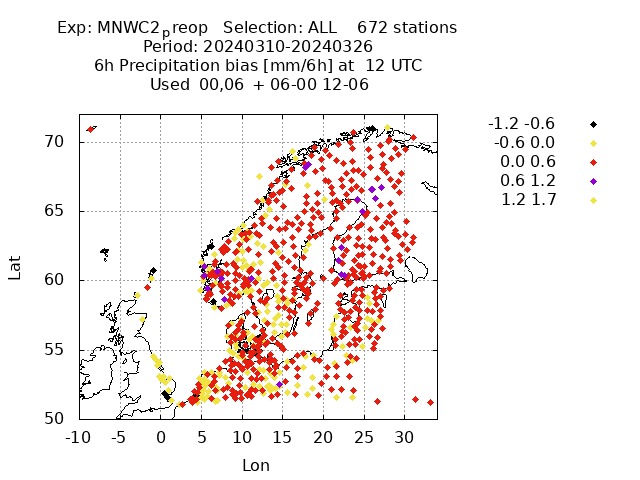 Exp: MNWC2preop Selection: ALL 672 stations
Period: 20240310-20240326
6h Precipitation bias [mm/6h] at 12 UTC
Used 00,06 + 06-00 12-06
-1.2 -0.6
-0.6 0.0
0.0 0.6
0.6 1.2
1.2 1.7
70
65
60
55
50
Lat
-10 -5 0 5 10 15 20 25 30
Lon